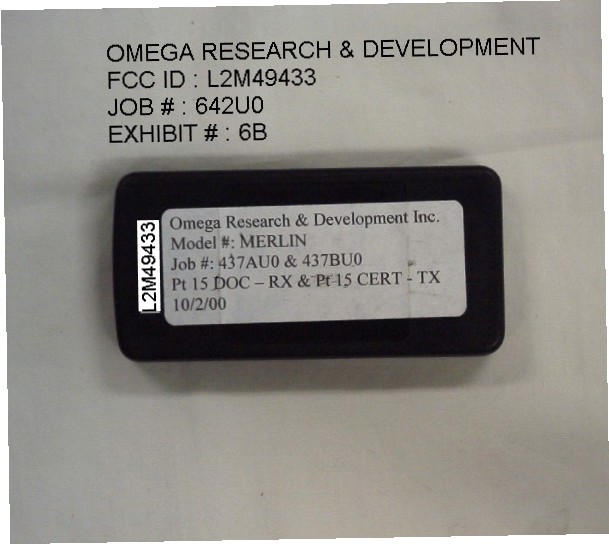 OMEGA RESEARCH & DEVELOPMENT
FCC ID : L2M49433
JOB # : 642U0
EXHIBIT # : 6B
L2M49433
Omega Research & Development Inc.
Model #: MERLIN
Job #: 437AU0 & 437BU0
Pt 15 DOC – RX & Pt 15 CERT - TX
10/2/00